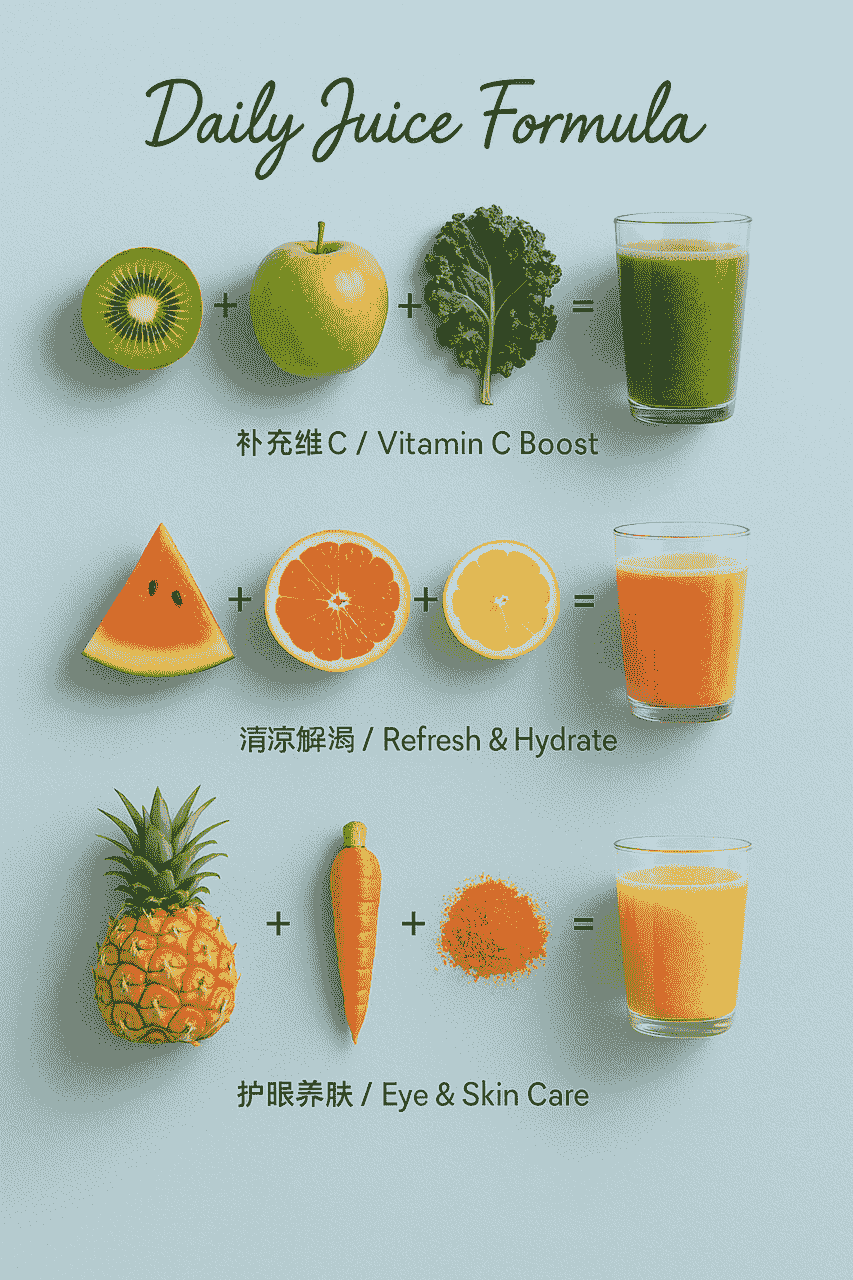 Daily Juice Formula
+ + =
补充维C / Vitamin C Boost
+ + =
清凉解渴 / Refresh & Hydrate
+ + =
护眼养肤 / Eye & Skin Care